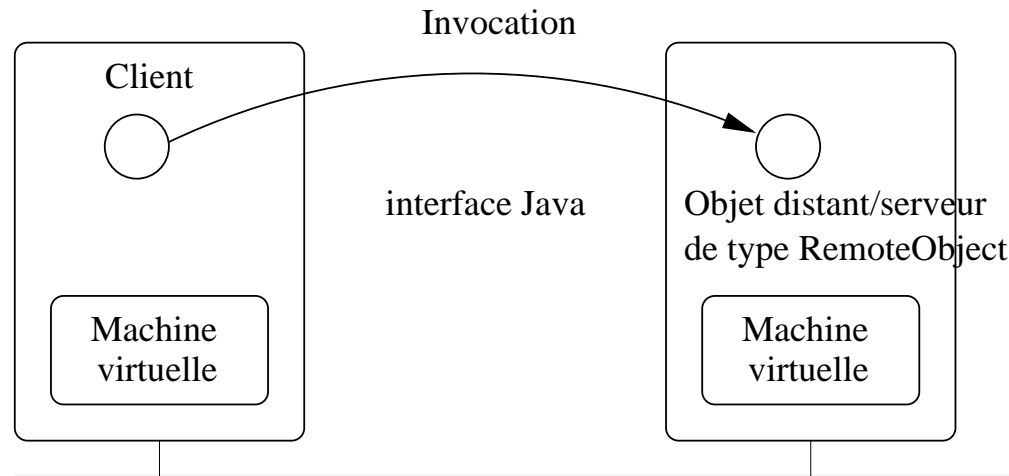 Invocation
Client
interface Java
Objet distant/serveur
de type RemoteObject
Machine
virtuelle
Machine
virtuelle